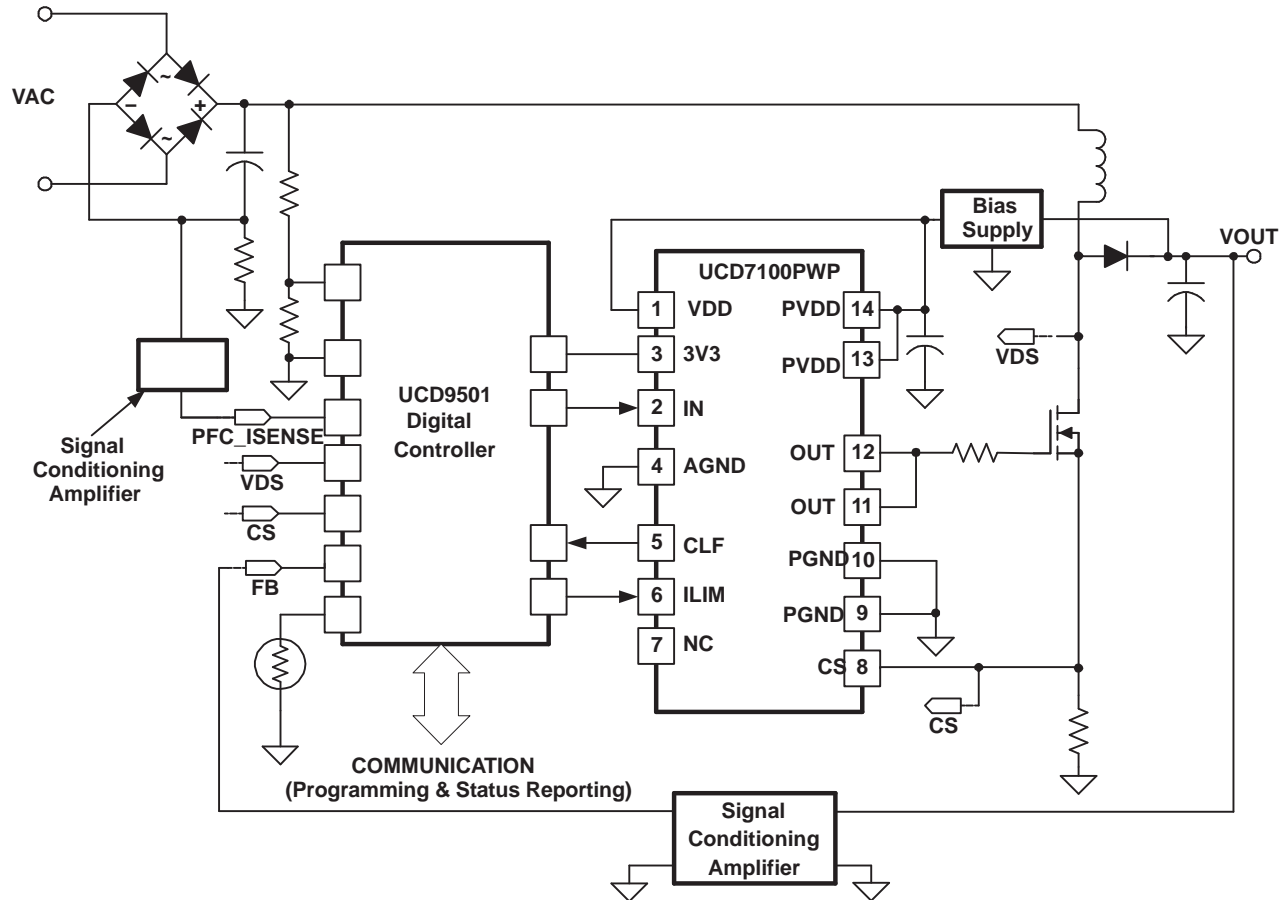 VAC
~
~
−
+
Bias
Supply
VOUT
UCD7100PWP
1 VDD
PVDD 14
3 3V3
PVDD 13
VDS
2 IN
UCD9501
Digital
Controller
PFC_ISENSE
Signal
Conditioning
Amplifier
4 AGND
OUT 12
VDS
OUT 11
CS
5 CLF
PGND 10
FB
6 ILIM
PGND 9
7 NC
CS 8
CS
COMMUNICATION
(Programming & Status Reporting)
Signal
Conditioning
Amplifier